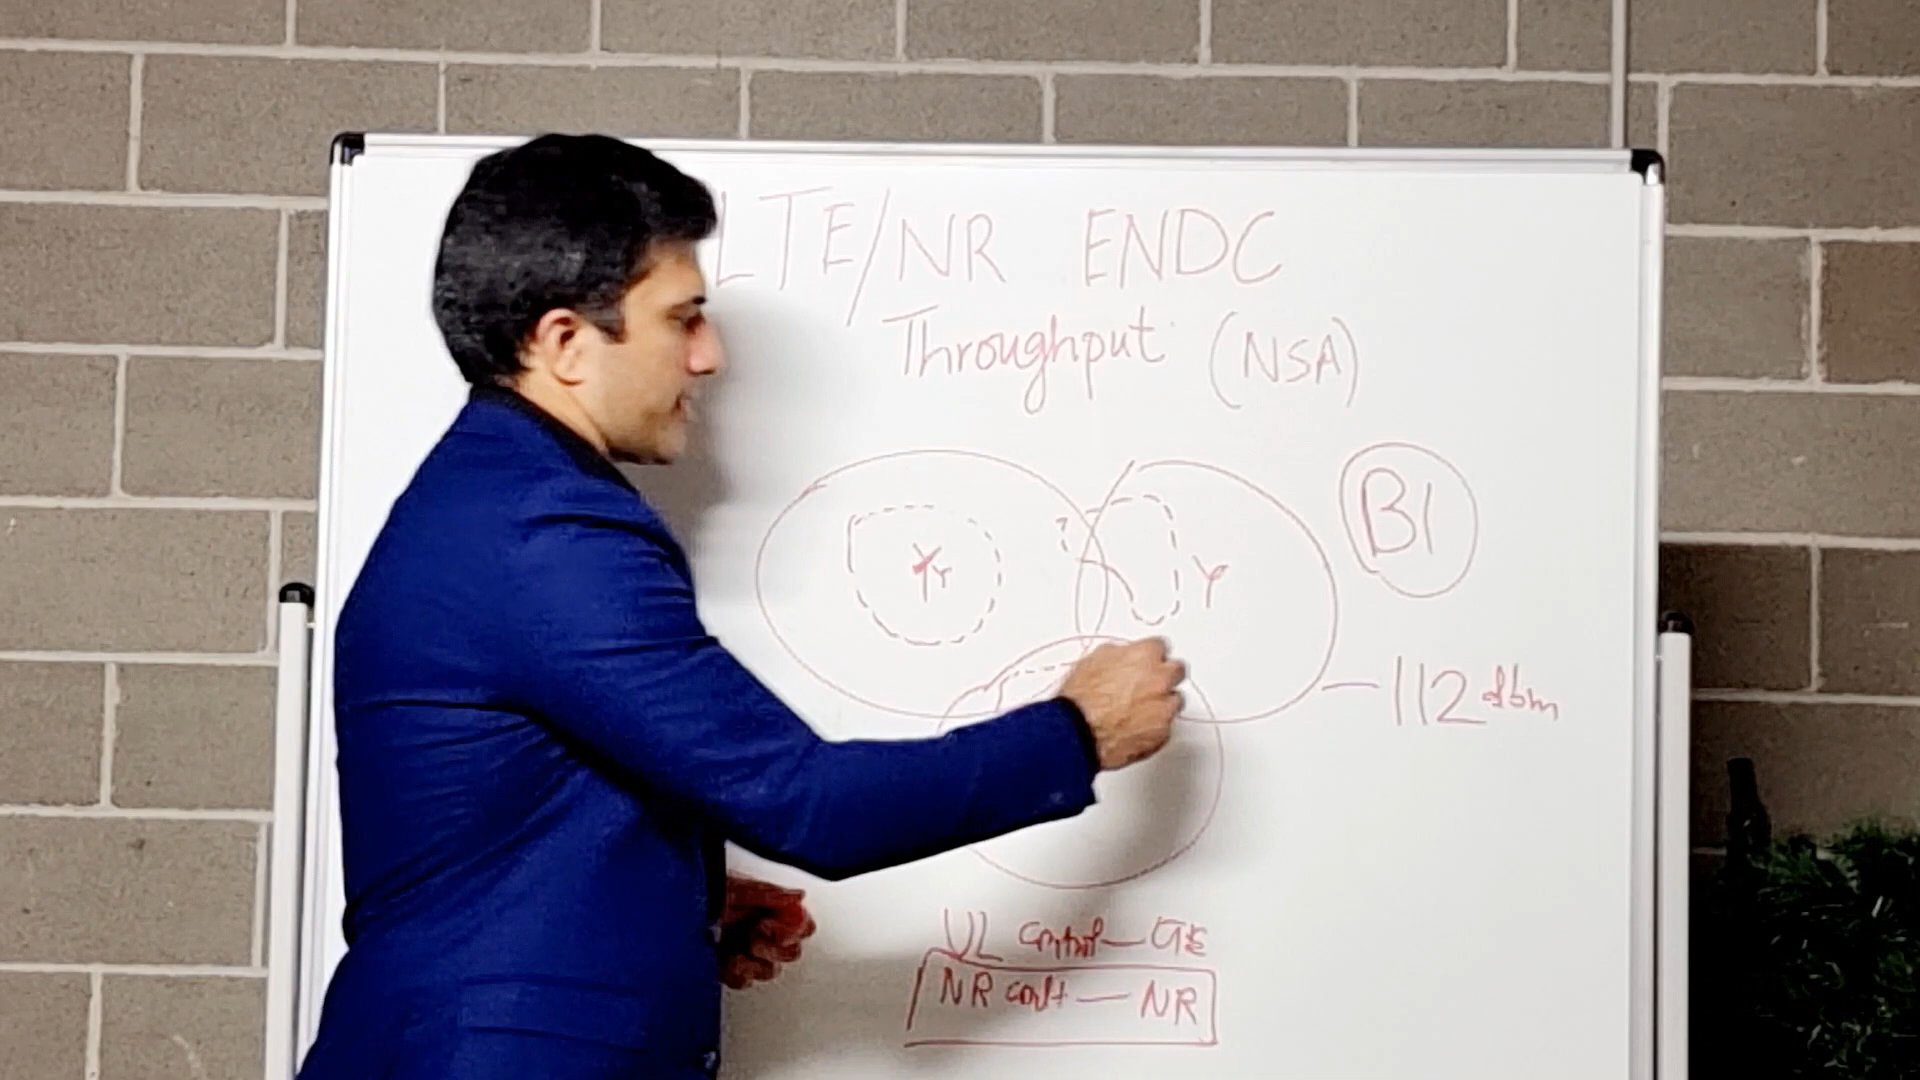 LTE/NR ENDC
Throughput (NSA)
B1
-112 dbm
UL control - LTE
NR cont - NR